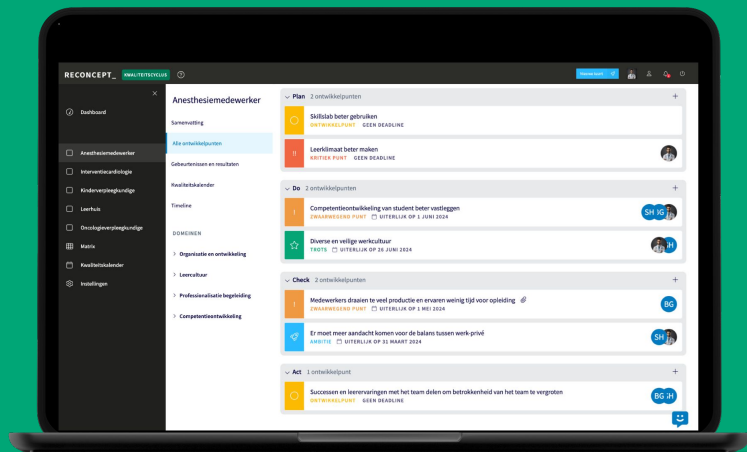 RECONCEPT_ KWALITEITSCYCLUS
Dashboard
Anesthesiemedewerker
Interventiecardiologie
Kinderverpleegkundige
Leerhuis
Oncologieverpleegkundige
Matrix
Kwaliteitskalender
Instellingen
Anesthesiemedewerker
Samenvatting
Alle ontwikkelpunten
Gebeurtenissen en resultaten
Kwaliteitskalender
Timeline
DOMEINEN
Organisatie en ontwikkeling
Leercultuur
Professionalisatie begeleiding
Competentieontwikkeling
Plan 2 ontwikkelpunten
Skillslab beter gebruiken
ONTWIKKELPUNT GEEN DEADLINE
!! Leerklimaat beter maken
KRITIEK PUNT GEEN DEADLINE
Do 2 ontwikkelpunten
! Competentieontwikkeling van student beter vastleggen
ZWAARWEGEND PUNT UITERLIJK OP 1 JUNI 2024
SH
Diverse en veilige werkcultuur
TROTS UITERLIJK OP 25 JUNI 2024
Check 2 ontwikkelpunten
! Medewerkers draaien te veel productie en ervaren weinig tijd voor opleiding
ZWAARWEGEND PUNT UITERLIJK OP 1 MEI 2024
BG
Er moet meer aandacht komen voor de balans tussen werk-privé
AMBITIE UITERLIJK OP 31 MAART 2024
SH
Act 1 ontwikkelpunt
Successen en leerervaringen met het team delen om betrokkenheid van het team te vergroten
ONTWIKKELPUNT GEEN DEADLINE
BG